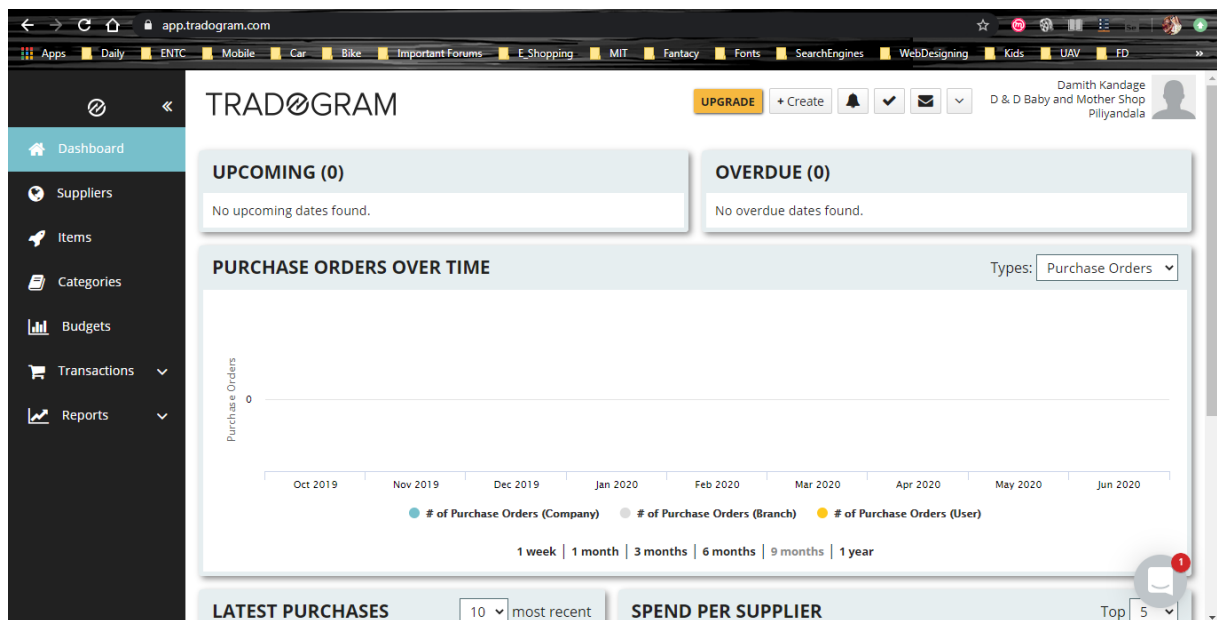 app.tradogram.com
Apps Daily ENTC Mobile Car Bike Important Forums E_Shopping MIT Fantacy Fonts SearchEngines WebDesigning Kids UAV FD »
TRADOGRAM
UPGRADE + Create
Damith Kandage
D & D Baby and Mother Shop
Piliyandala
Dashboard
Suppliers
Items
Categories
Budgets
Transactions
Reports
UPCOMING (0)
No upcoming dates found.
OVERDUE (0)
No overdue dates found.
PURCHASE ORDERS OVER TIME
Types: Purchase Orders
Purchase Orders
0
Oct 2019 Nov 2019 Dec 2019 Jan 2020 Feb 2020 Mar 2020 Apr 2020 May 2020 Jun 2020
# of Purchase Orders (Company) # of Purchase Orders (Branch) # of Purchase Orders (User)
1 week | 1 month | 3 months | 6 months | 9 months | 1 year
1
LATEST PURCHASES 10 most recent
SPEND PER SUPPLIER Top 5